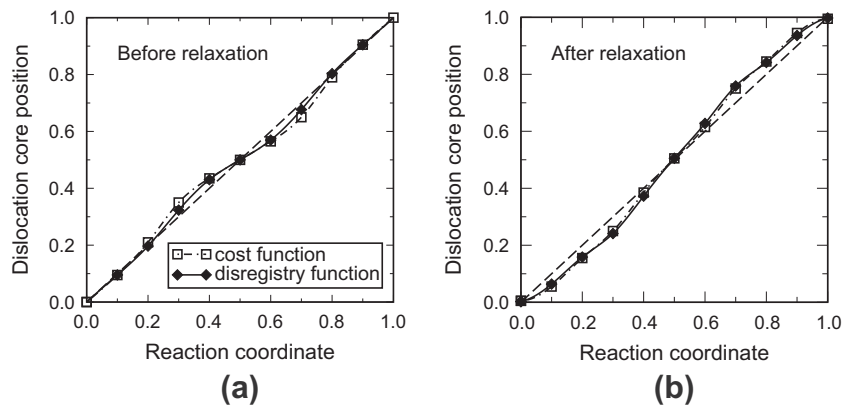 Before relaxation
Dislocation core position
1.0
0.8
0.6
0.4
0.2
0.0
cost function
disregistry function
0.0 0.2 0.4 0.6 0.8 1.0
Reaction coordinate
(a)
After relaxation
Dislocation core position
1.0
0.8
0.6
0.4
0.2
0.0
0.0 0.2 0.4 0.6 0.8 1.0
Reaction coordinate
(b)